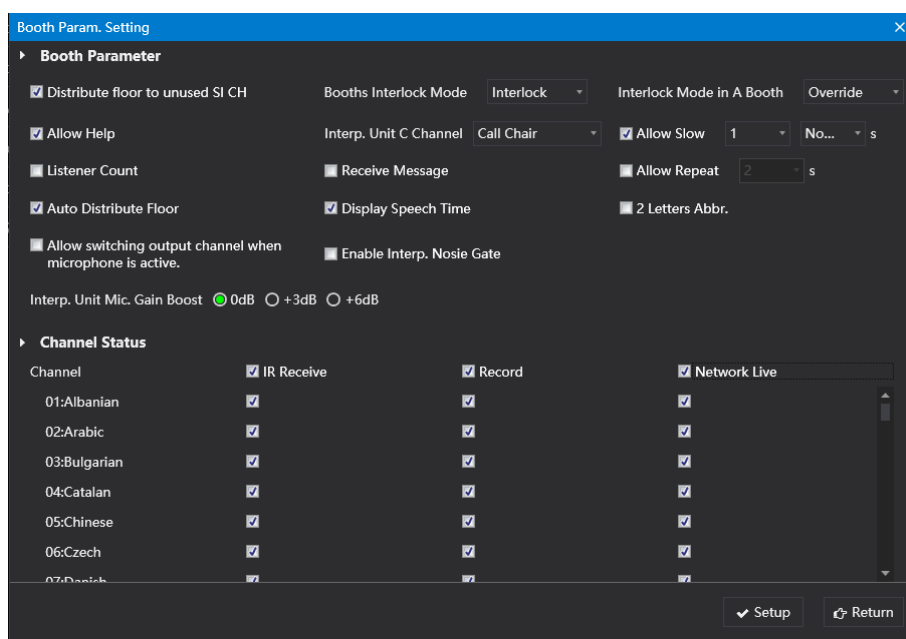 Booth Param. Setting
Booth Parameter
Distribute floor to unused SI CH Booths Interlock Mode Interlock Interlock Mode in A Booth Override
Allow Help Interp. Unit C Channel Call Chair Allow Slow 1 No... s
Listener Count Receive Message Allow Repeat 2 s
Auto Distribute Floor Display Speech Time 2 Letters Abbr.
Allow switching output channel when
microphone is active. Enable Interp. Nosie Gate
Interp. Unit Mic. Gain Boost 0dB +3dB +6dB
Channel Status
Channel IR Receive Record Network Live
01:Albanian
02:Arabic
03:Bulgarian
04:Catalan
05:Chinese
06:Czech
07:Danish
Setup Return